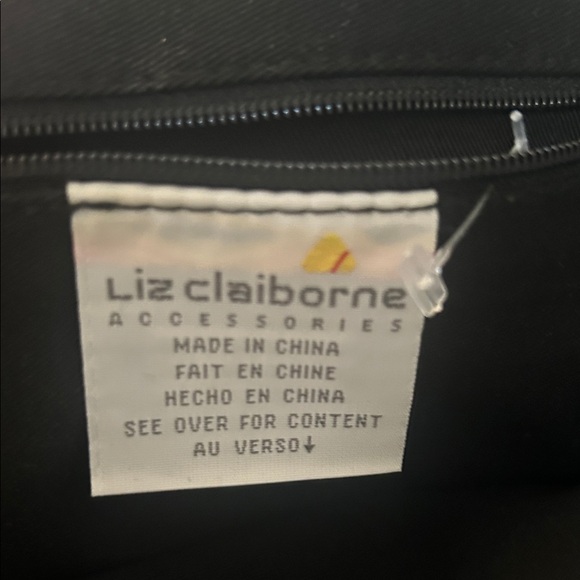 Liz claiborne
ACCESSORIES
MADE IN CHINA
FAIT EN CHINE
HECHO EN CHINA
SEE OVER FOR CONTENT
AU VERSO↓